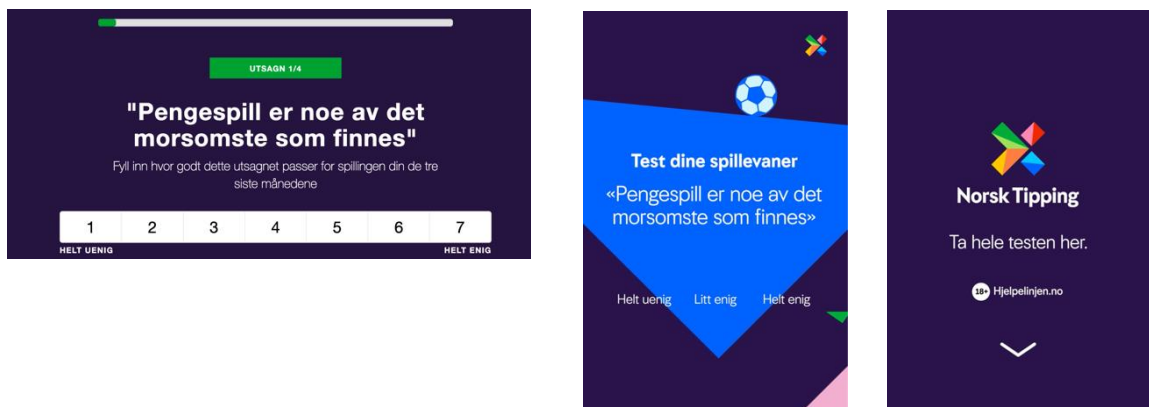 UTSAGN 1/4
"Pengespill er noe av det
morsomste som finnes"
Fyll inn hvor godt dette utsagnet passer for spillingen din de tre
siste månedene
1 2 3 4 5 6 7
HELT UENIG HELT ENIG
Test dine spillevaner
«Pengespill er noe av det
morsomste som finnes»
Helt uenig Litt enig Helt enig
Norsk Tipping
Ta hele testen her.
18+ Hjelpelinjen.no